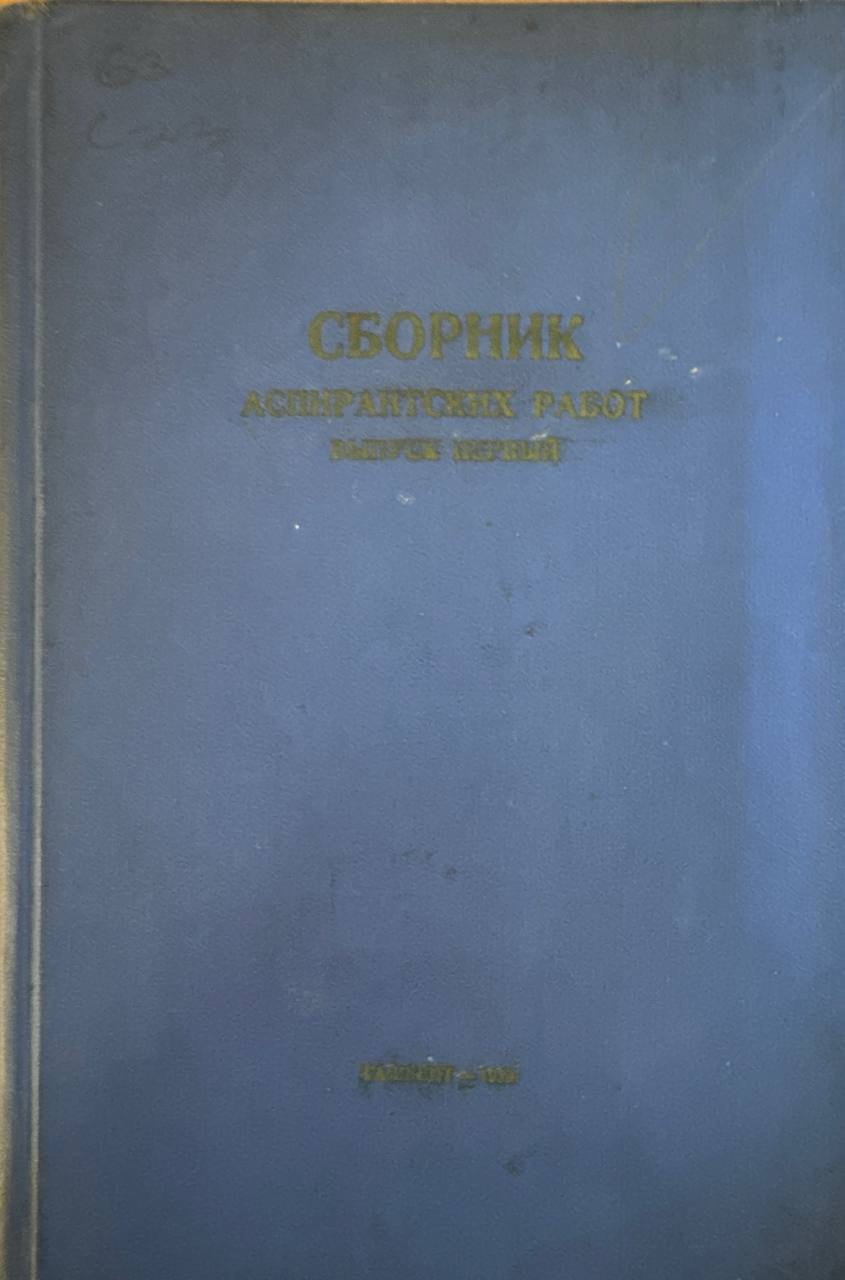 63
СБОРНИК
АСПИРАНТСКИХ РАБОТ
ВЫПУСК ПЕРВЫЙ
ТАШКЕНТ —